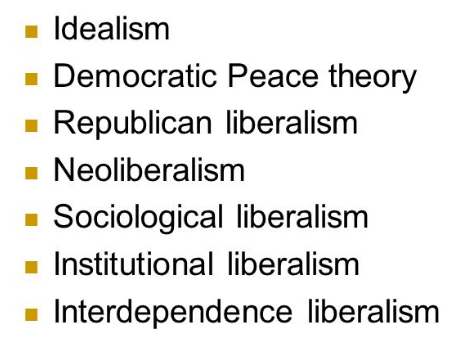 Idealism
Democratic Peace theory
Republican liberalism
Neoliberalism
Sociological liberalism
Institutional liberalism
Interdependence liberalism